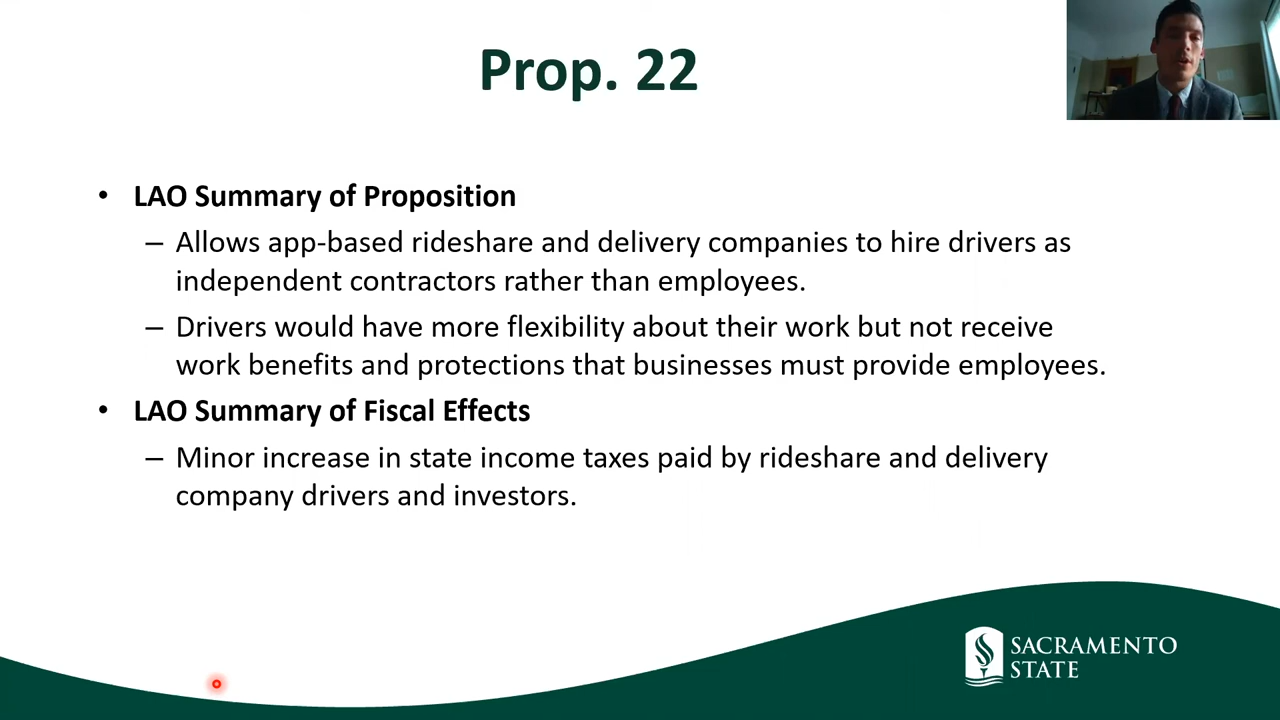 Prop. 22
• LAO Summary of Proposition
– Allows app-based rideshare and delivery companies to hire drivers as
independent contractors rather than employees.
– Drivers would have more flexibility about their work but not receive
work benefits and protections that businesses must provide employees.
• LAO Summary of Fiscal Effects
– Minor increase in state income taxes paid by rideshare and delivery
company drivers and investors.
SACRAMENTO
STATE